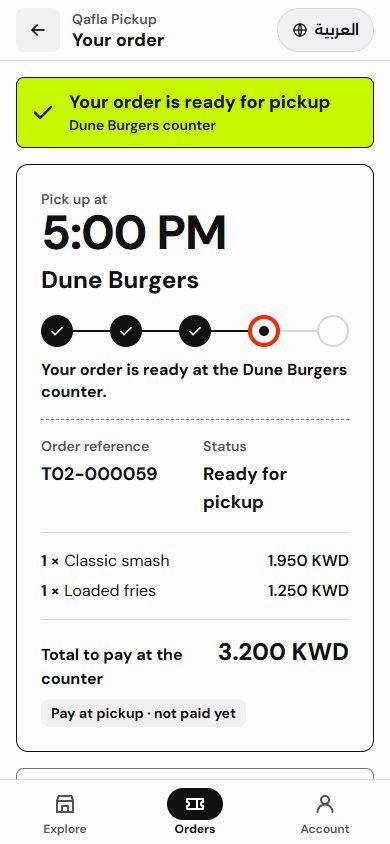 Qafla Pickup
Your order
العربية
Your order is ready for pickup
Dune Burgers counter
Pick up at
5:00 PM
Dune Burgers
Your order is ready at the Dune Burgers
counter.
Order reference
T02-000059
Status
Ready for
pickup
1 × Classic smash 1.950 KWD
1 × Loaded fries 1.250 KWD
Total to pay at the
counter
3.200 KWD
Pay at pickup · not paid yet
Explore
Orders
Account